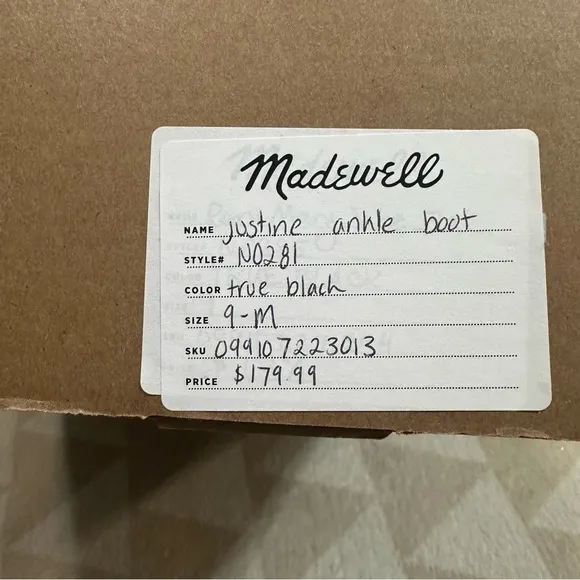 Madewell
NAME justine ankle boot
STYLE# N0281
COLOR true black
SIZE 9-M
SKU 099107223013
PRICE $179.99